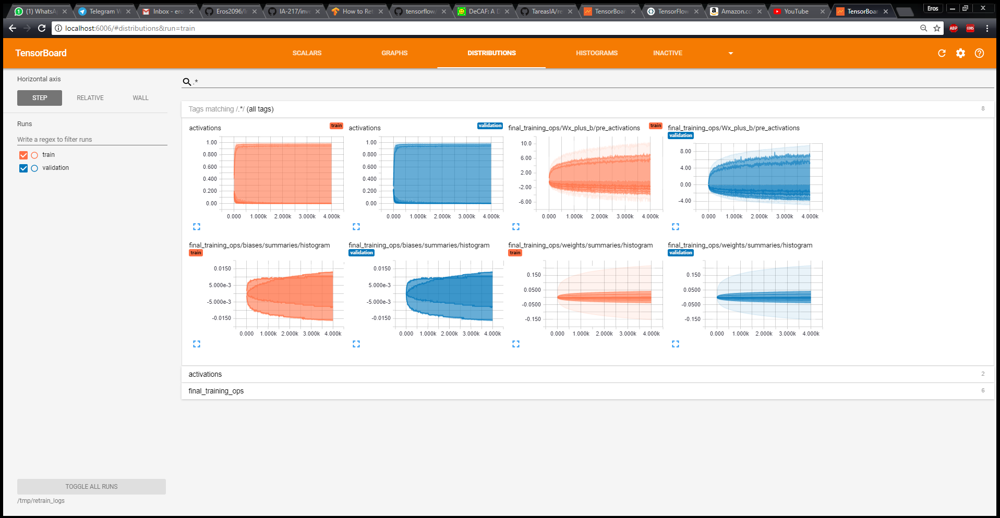 (1) WhatsA
Telegram W
Inbox - ero
Eros2096/In
IA-217/inve
How to Ret
tensorflow/
DeCAF: A D
TareasIA/re
TensorBoar
TensorFlow
Amazon.co
YouTube
TensorBoar
Eros
localhost:6006/#distributions&run=train
ABP
CORS
TensorBoard
SCALARS GRAPHS DISTRIBUTIONS HISTOGRAMS INACTIVE
Horizontal axis
STEP RELATIVE WALL
Runs
Write a regex to filter runs
train
validation
TOGGLE ALL RUNS
/tmp/retrain_logs
.*
Tags matching /.*/ (all tags) 8
activations train
1.00
0.800
0.600
0.400
0.200
0.00
0.000 1.000k 2.000k 3.000k 4.000k
activations validation
1.00
0.800
0.600
0.400
0.200
0.00
0.000 1.000k 2.000k 3.000k 4.000k
final_training_ops/Wx_plus_b/pre_activations train
10.0
6.00
2.00
-2.00
-6.00
0.000 1.000k 2.000k 3.000k 4.000k
final_training_ops/Wx_plus_b/pre_activations
validation
8.00
4.00
0.00
-4.00
0.000 1.000k 2.000k 3.000k 4.000k
final_training_ops/biases/summaries/histogram
train
0.0150
5.000e-3
-5.000e-3
-0.0150
0.000 1.000k 2.000k 3.000k 4.000k
final_training_ops/biases/summaries/histogram
validation
0.0150
5.000e-3
-5.000e-3
-0.0150
0.000 1.000k 2.000k 3.000k 4.000k
final_training_ops/weights/summaries/histogram
train
0.150
0.0500
-0.0500
-0.150
0.000 1.000k 2.000k 3.000k 4.000k
final_training_ops/weights/summaries/histogram
validation
0.150
0.0500
-0.0500
-0.150
0.000 1.000k 2.000k 3.000k 4.000k
activations 2
final_training_ops 6